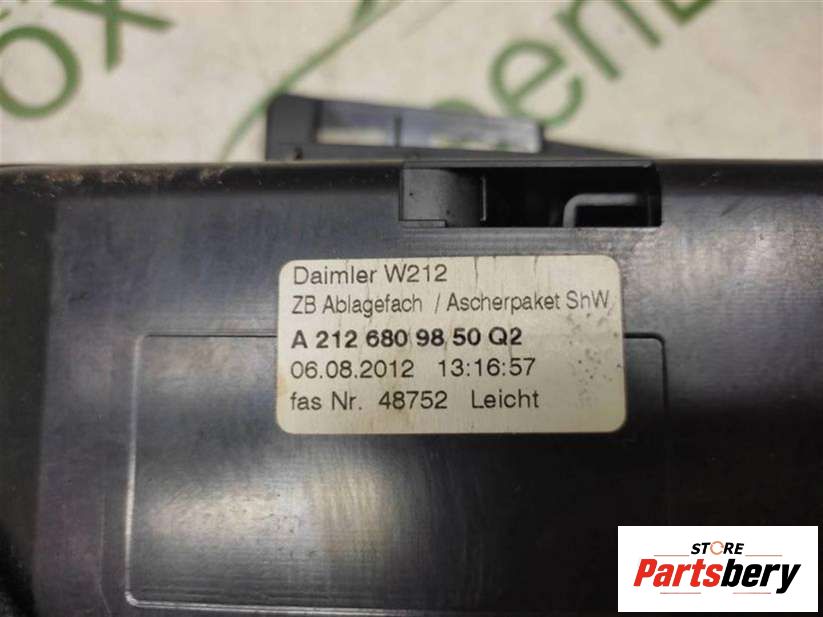 Daimler W212
ZB Ablagefach / Ascherpaket ShW
A 212 680 98 50 Q2
06.08.2012 13:16:57
fas Nr. 48752 Leicht
STORE
Partsbery